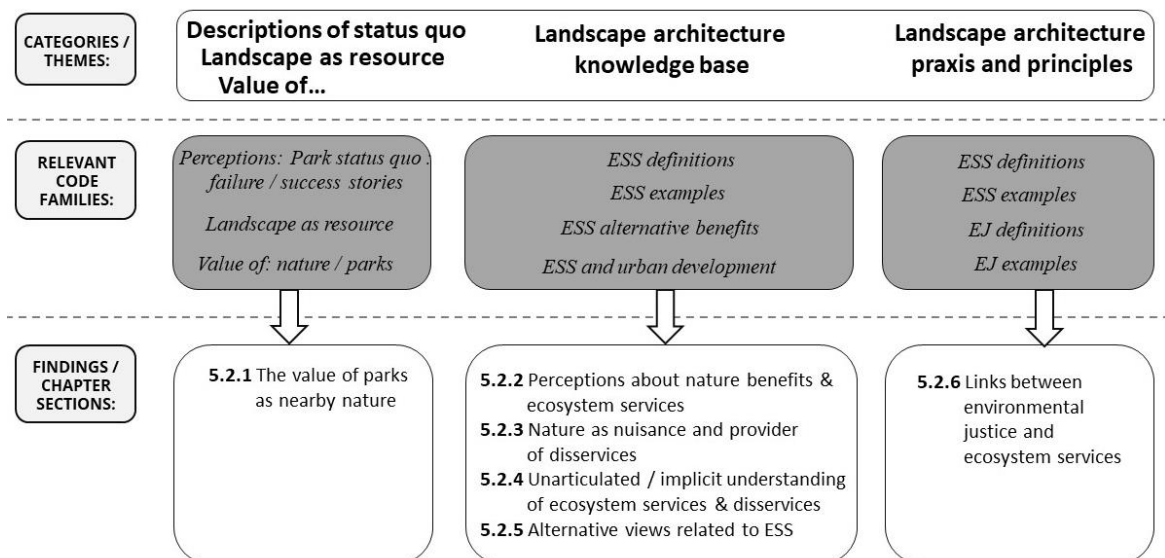 CATEGORIES /
THEMES:
Descriptions of status quo
Landscape as resource
Value of...
Landscape architecture
knowledge base
Landscape architecture
praxis and principles
RELEVANT
CODE
FAMILIES:
Perceptions: Park status quo :
failure / success stories
Landscape as resource
Value of: nature / parks
ESS definitions
ESS examples
ESS alternative benefits
ESS and urban development
ESS definitions
ESS examples
EJ definitions
EJ examples
FINDINGS /
CHAPTER
SECTIONS:
5.2.1 The value of parks
as nearby nature
5.2.2 Perceptions about nature benefits &
ecosystem services
5.2.3 Nature as nuisance and provider
of disservices
5.2.4 Unarticulated / implicit understanding
of ecosystem services & disservices
5.2.5 Alternative views related to ESS
5.2.6 Links between
environmental
justice and
ecosystem services